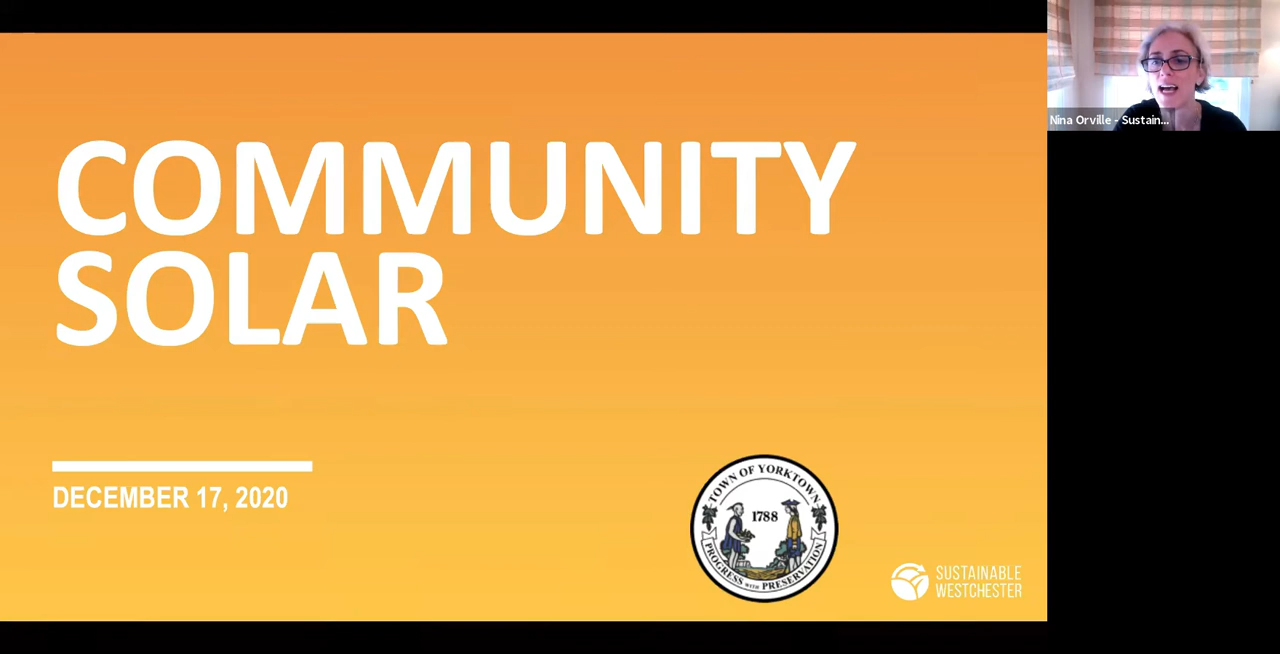 COMMUNITY
SOLAR
DECEMBER 17, 2020
TOWN OF YORKTOWN
1788
PROGRESS WITH PRESERVATION
SUSTAINABLE
WESTCHESTER
Nina Orville - Sustain...